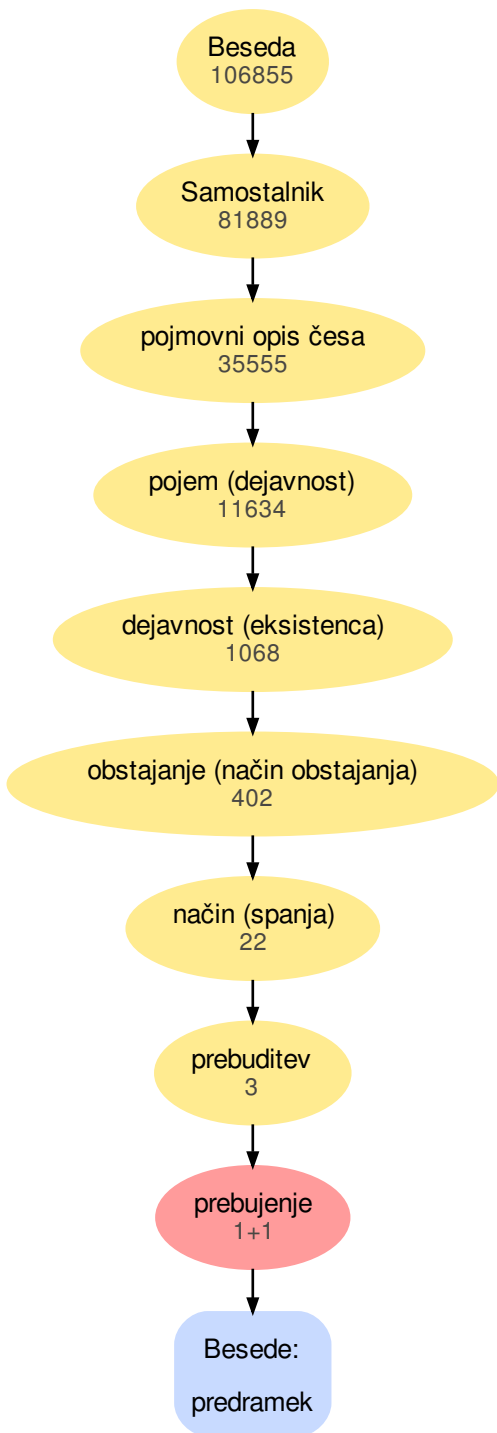 Beseda
106855
Samostalnik
81889
pojmovni opis česa
35555
pojem (dejavnost)
11634
dejavnost (eksistenca)
1068
obstajanje (način obstajanja)
402
način (spanja)
22
prebuditev
3
prebujenje
1+1
Besede:
predramek